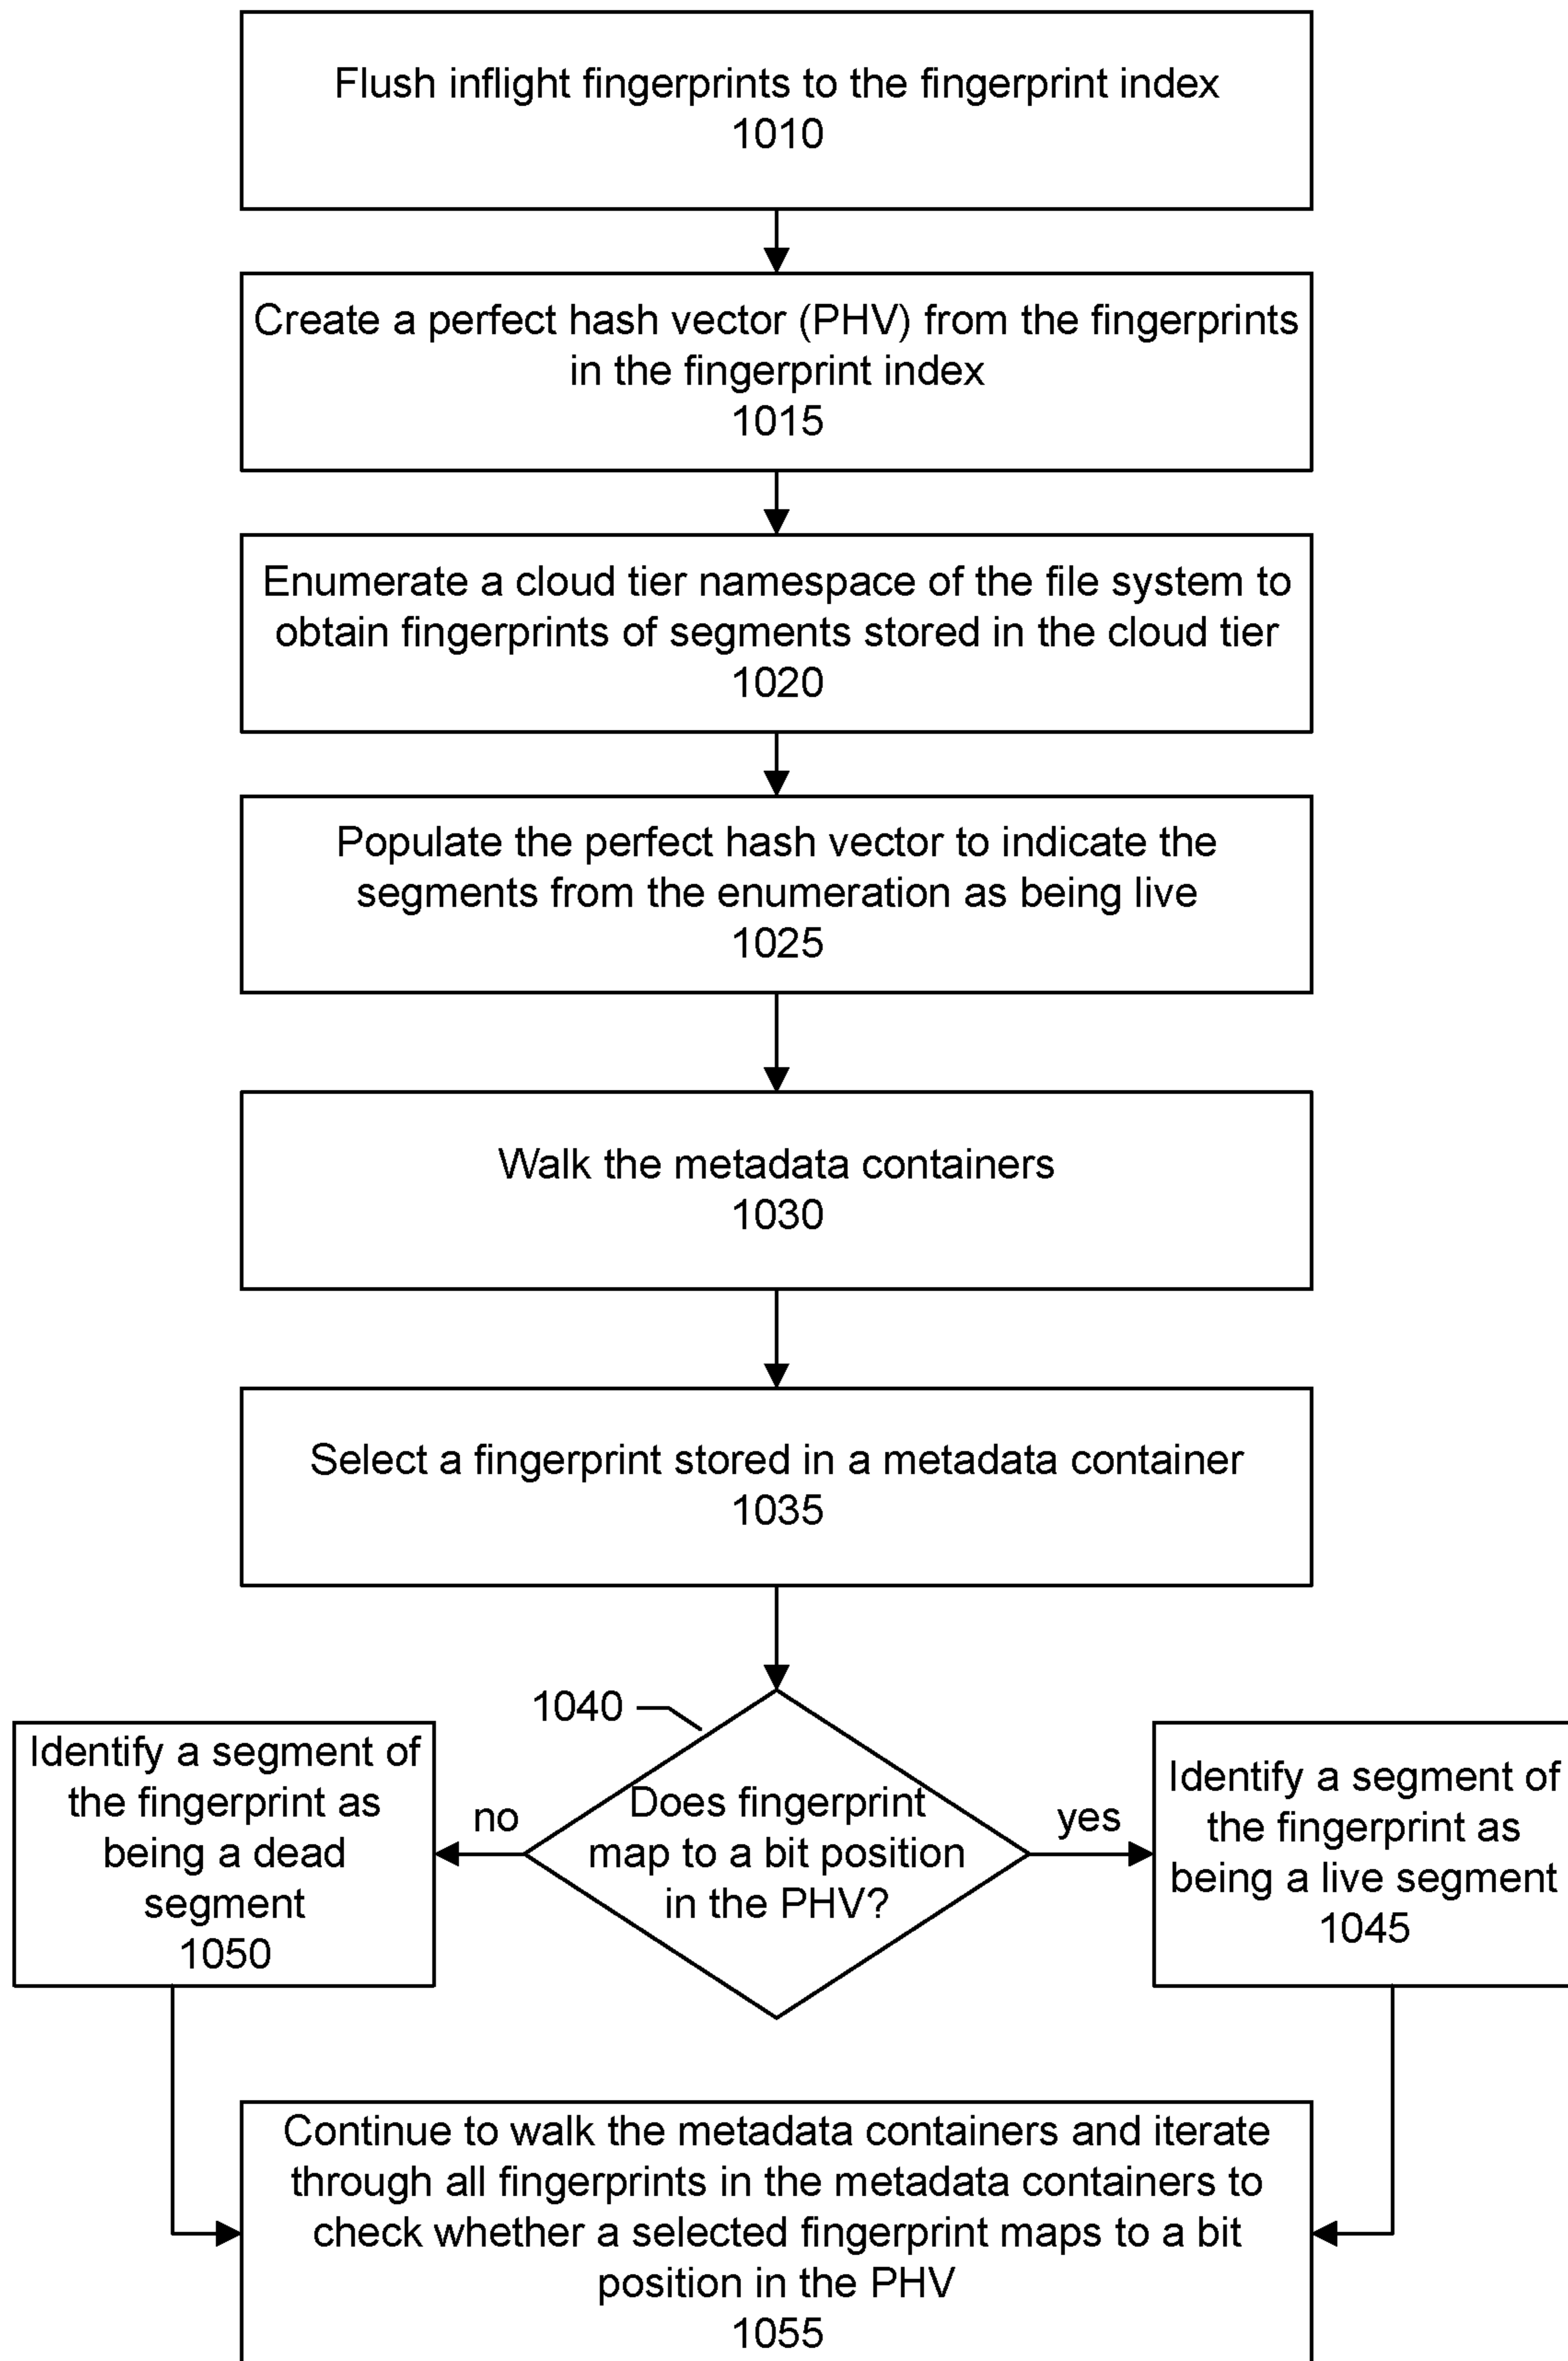 Flush inflight fingerprints to the fingerprint index
1010
Create a perfect hash vector (PHV) from the fingerprints
in the fingerprint index
1015
Enumerate a cloud tier namespace of the file system to
obtain fingerprints of segments stored in the cloud tier
1020
Populate the perfect hash vector to indicate the
segments from the enumeration as being live
1025
Walk the metadata containers
1030
Select a fingerprint stored in a metadata container
1035
1040
Does fingerprint
map to a bit position
in the PHV?
no
yes
Identify a segment of
the fingerprint as
being a dead
segment
1050
Identify a segment of
the fingerprint as
being a live segment
1045
Continue to walk the metadata containers and iterate
through all fingerprints in the metadata containers to
check whether a selected fingerprint maps to a bit
position in the PHV
1055